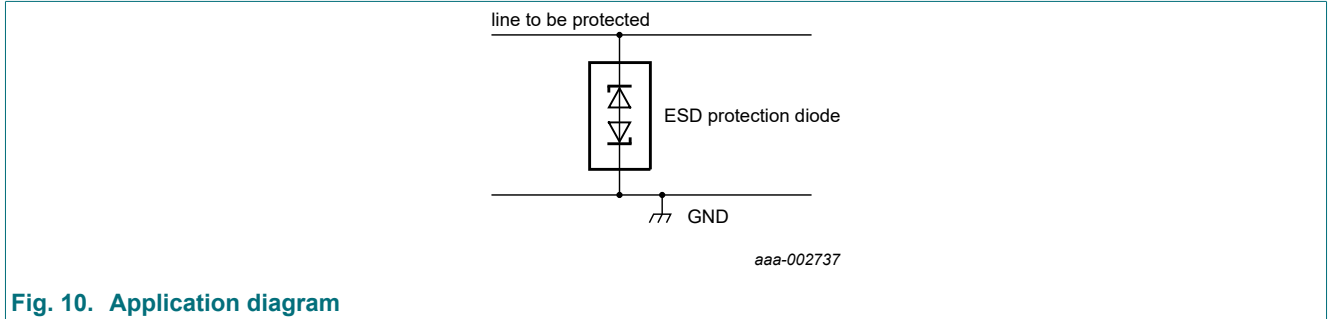 line to be protected
ESD protection diode
GND
aaa-002737
Fig. 10. Application diagram